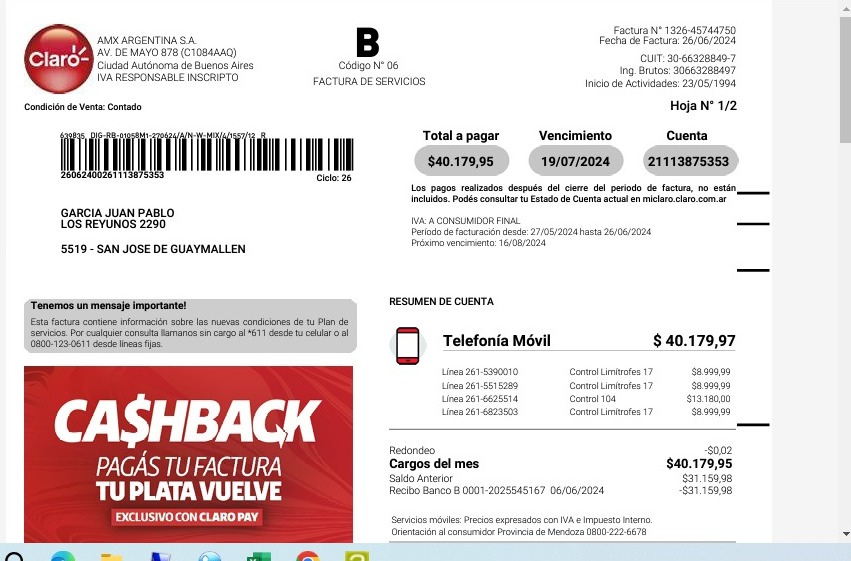 Claro
AMX ARGENTINA S.A.
AV. DE MAYO 878 (C1084AAQ)
Ciudad Autónoma de Buenos Aires
IVA RESPONSABLE INSCRIPTO
B
Código N° 06
FACTURA DE SERVICIOS
Factura N° 1326-45744750
Fecha de Factura: 26/06/2024
CUIT: 30-66328849-7
Ing. Brutos: 30663288497
Inicio de Actividades: 23/05/1994
Condición de Venta: Contado
Hoja N° 1/2
639835_DIG-RB-01058M1-270624/A/N-W-MIX/4/1557/12_R
26062400261113875353
Ciclo: 26
GARCIA JUAN PABLO
LOS REYUNOS 2290
5519 - SAN JOSE DE GUAYMALLEN
Total a pagar Vencimiento Cuenta
$40.179,95 19/07/2024 21113875353
Los pagos realizados después del cierre del periodo de factura, no están
incluidos. Podés consultar tu Estado de Cuenta actual en miclaro.claro.com.ar
IVA: A CONSUMIDOR FINAL
Período de facturación desde: 27/05/2024 hasta 26/06/2024
Próximo vencimiento: 16/08/2024
Tenemos un mensaje importante!
Esta factura contiene información sobre las nuevas condiciones de tu Plan de
servicios. Por cualquier consulta llamanos sin cargo al *611 desde tu celular o al
0800-123-0611 desde líneas fijas.
CA$HBACK
PAGÁS TU FACTURA
TU PLATA VUELVE
EXCLUSIVO CON CLARO PAY
RESUMEN DE CUENTA
Telefonía Móvil $ 40.179,97
Línea 261-5390010 Control Limítrofes 17 $8.999,99
Línea 261-5515289 Control Limítrofes 17 $8.999,99
Línea 261-6625514 Control 104 $13.180,00
Línea 261-6823503 Control Limítrofes 17 $8.999,99
Redondeo -$0,02
Cargos del mes $40.179,95
Saldo Anterior $31.159,98
Recibo Banco B 0001-2025545167 06/06/2024 -$31.159,98
Servicios móviles: Precios expresados con IVA e Impuesto Interno.
Orientación al consumidor Provincia de Mendoza 0800-222-6678